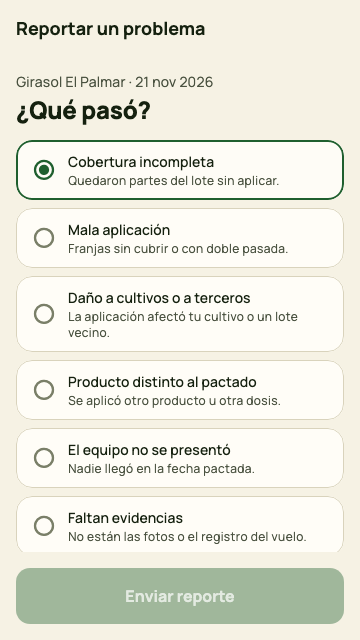 Reportar un problema
Girasol El Palmar · 21 nov 2026
¿Qué pasó?
Cobertura incompleta
Quedaron partes del lote sin aplicar.
Mala aplicación
Franjas sin cubrir o con doble pasada.
Daño a cultivos o a terceros
La aplicación afectó tu cultivo o un lote
vecino.
Producto distinto al pactado
Se aplicó otro producto u otra dosis.
El equipo no se presentó
Nadie llegó en la fecha pactada.
Faltan evidencias
No están las fotos o el registro del vuelo.
Enviar reporte